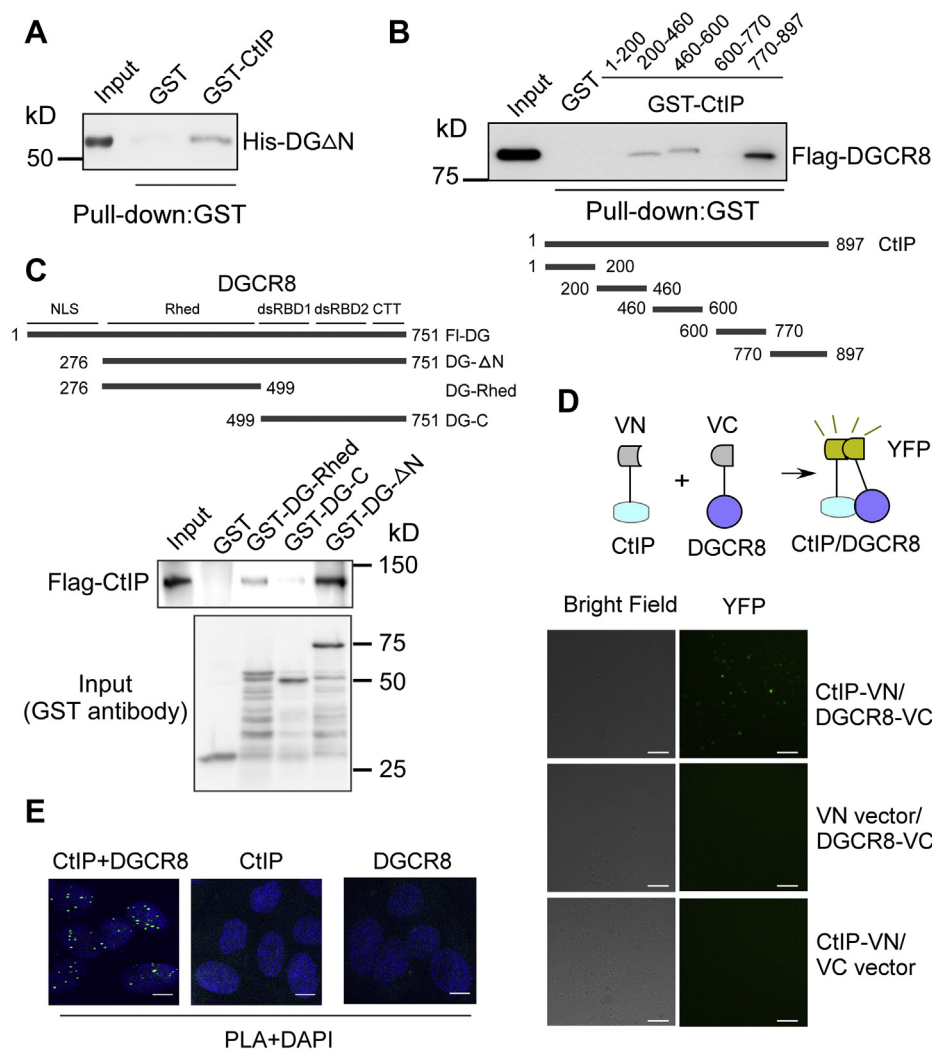 A
Input
GST
GST-CtIP
kD
50
His-DG∆N
Pull-down:GST
B
Input
GST
1-200
200-460
460-600
600-770
770-897
GST-CtIP
kD
75
Flag-DGCR8
Pull-down:GST
1 897 CtIP
1 200
200 460
460 600
600 770
770 897
C
DGCR8
NLS Rhed dsRBD1 dsRBD2 CTT
1 751 Fl-DG
276 751 DG-∆N
276 499 DG-Rhed
499 751 DG-C
Input
GST
GST-DG-Rhed
GST-DG-C
GST-DG-∆N
kD
Flag-CtIP
150
75
50
25
Input
(GST antibody)
D
VN VC
+
YFP
CtIP DGCR8 CtIP/DGCR8
Bright Field YFP
CtIP-VN/
DGCR8-VC
VN vector/
DGCR8-VC
CtIP-VN/
VC vector
E
CtIP+DGCR8 CtIP DGCR8
PLA+DAPI